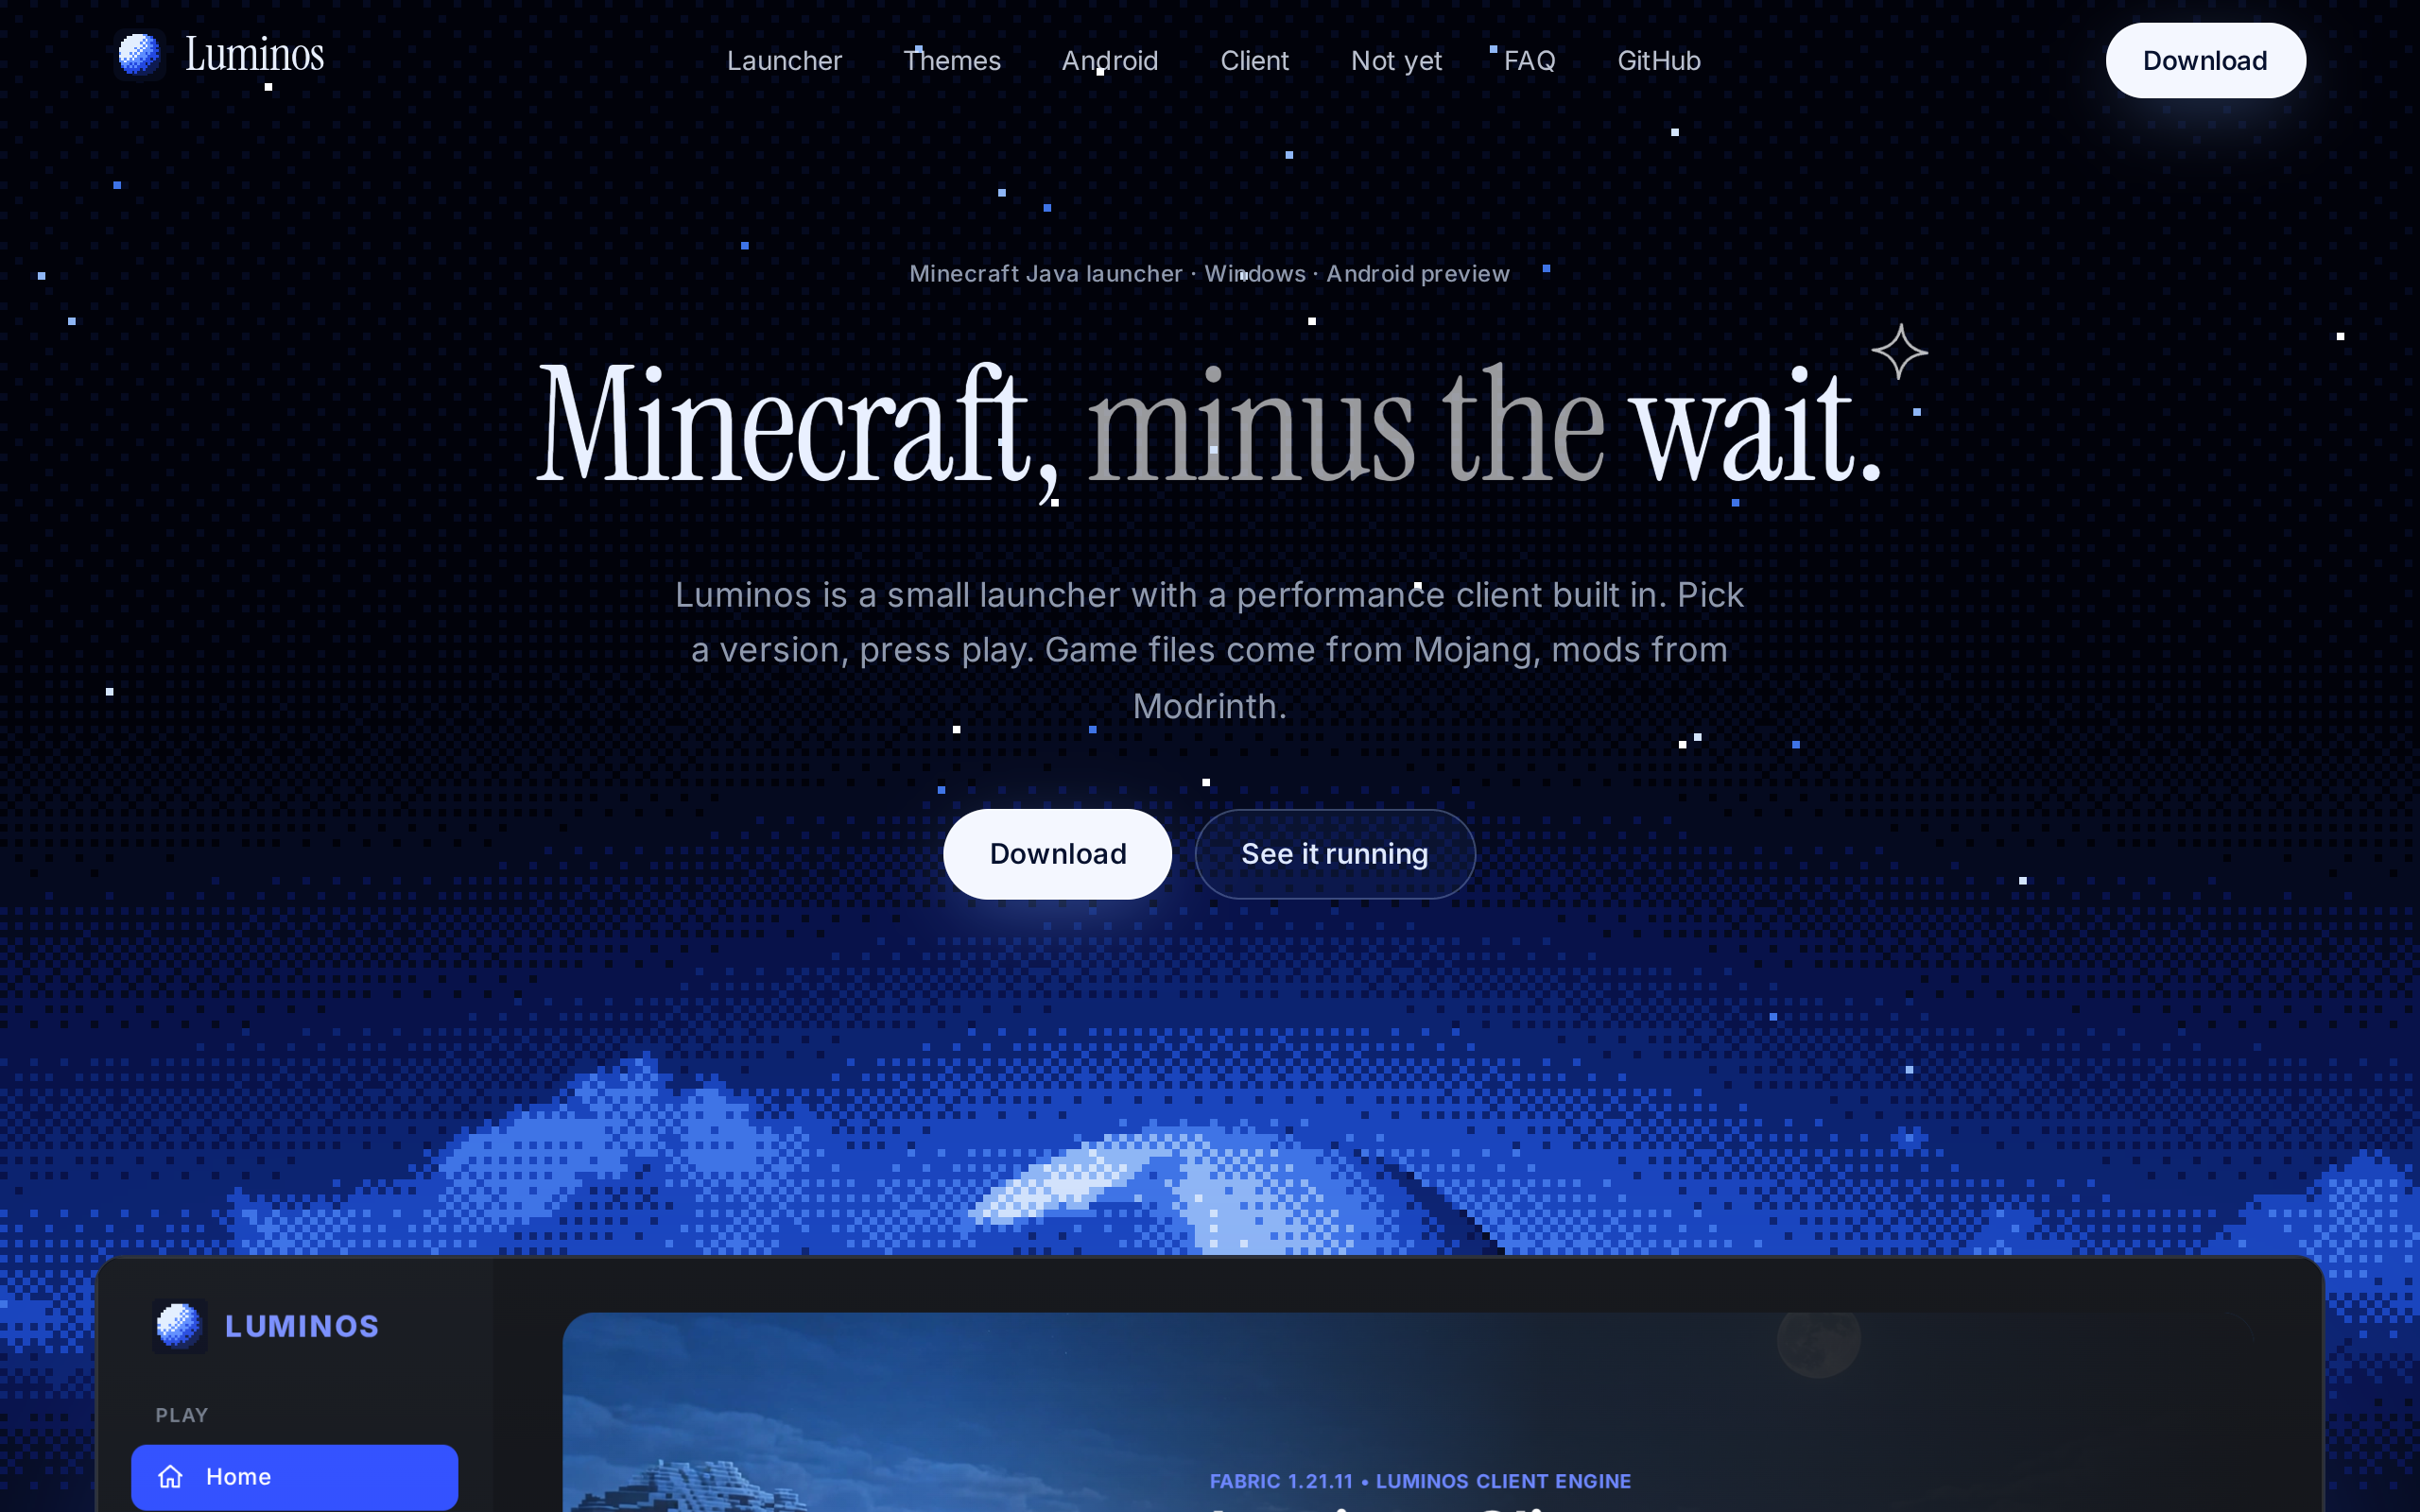 Luminos
Launcher Themes Android Client Not yet FAQ GitHub
Download
Minecraft Java launcher · Windows · Android preview
Minecraft, minus the wait.
Luminos is a small launcher with a performance client built in. Pick
a version, press play. Game files come from Mojang, mods from
Modrinth.
Download
See it running
LUMINOS
PLAY
Home
FABRIC 1.21.11 • LUMINOS CLIENT ENGINE